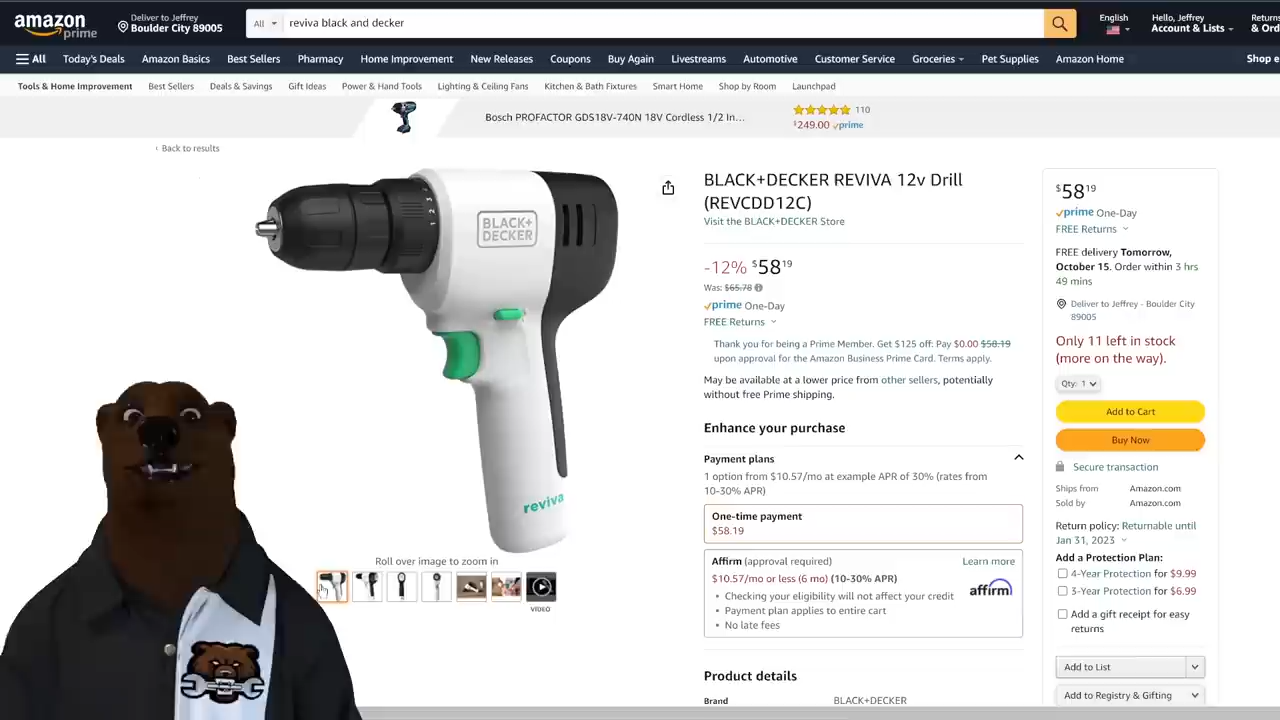 amazon prime
Deliver to Jeffrey
Boulder City 89005
All
reviva black and decker
English
Hello, Jeffrey
Account & Lists
Returns
& Ord
All
Today's Deals
Amazon Basics
Best Sellers
Pharmacy
Home Improvement
New Releases
Coupons
Buy Again
Livestreams
Automotive
Customer Service
Groceries
Pet Supplies
Amazon Home
Shop e
Tools & Home Improvement
Best Sellers
Deals & Savings
Gift Ideas
Power & Hand Tools
Lighting & Ceiling Fans
Kitchen & Bath Fixtures
Smart Home
Shop by Room
Launchpad
Bosch PROFACTOR GDS18V-740N 18V Cordless 1/2 In...
110
$249.00 prime
‹ Back to results
BLACK+
DECKER
1 2 3
reviva
Roll over image to zoom in
VIDEO
BLACK+DECKER REVIVA 12v Drill
(REVCDD12C)
Visit the BLACK+DECKER Store
-12% $58 19
Was: $65.78
prime One-Day
FREE Returns
Thank you for being a Prime Member. Get $125 off: Pay $0.00 $58.19
upon approval for the Amazon Business Prime Card. Terms apply.
May be available at a lower price from other sellers, potentially
without free Prime shipping.
Enhance your purchase
Payment plans
1 option from $10.57/mo at example APR of 30% (rates from
10-30% APR)
One-time payment
$58.19
Affirm (approval required)
Learn more
$10.57/mo or less (6 mo) (10-30% APR)
• Checking your eligibility will not affect your credit
• Payment plan applies to entire cart
• No late fees
affirm
Product details
Brand
BLACK+DECKER
$58 19
prime One-Day
FREE Returns
FREE delivery Tomorrow,
October 15. Order within 3 hrs
49 mins
Deliver to Jeffrey - Boulder City
89005
Only 11 left in stock
(more on the way).
Qty: 1
Add to Cart
Buy Now
Secure transaction
Ships from
Amazon.com
Sold by
Amazon.com
Return policy: Returnable until
Jan 31, 2023
Add a Protection Plan:
4-Year Protection for $9.99
3-Year Protection for $6.99
Add a gift receipt for easy
returns
Add to List
Add to Registry & Gifting